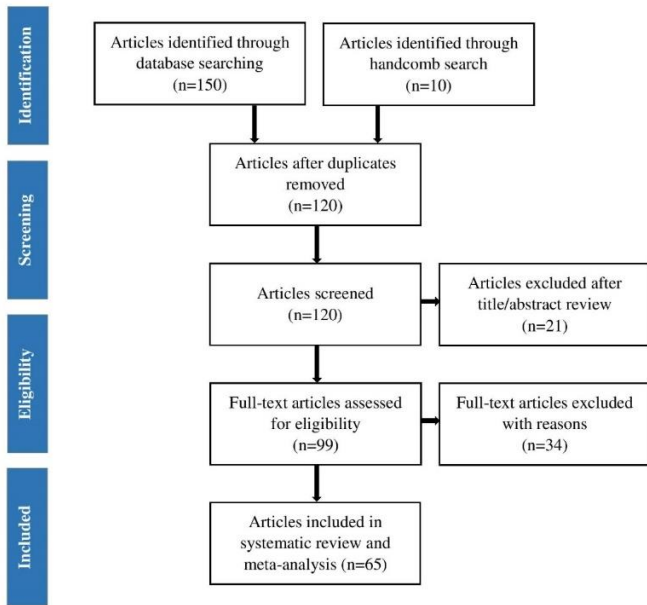 Identification
Articles identified through
database searching
(n=150)
Articles identified through
handcomb search
(n=10)
Articles after duplicates
removed
(n=120)
Screening
Articles screened
(n=120)
Articles excluded after
title/abstract review
(n=21)
Eligibility
Full-text articles assessed
for eligibility
(n=99)
Full-text articles excluded
with reasons
(n=34)
Included
Articles included in
systematic review and
meta-analysis (n=65)